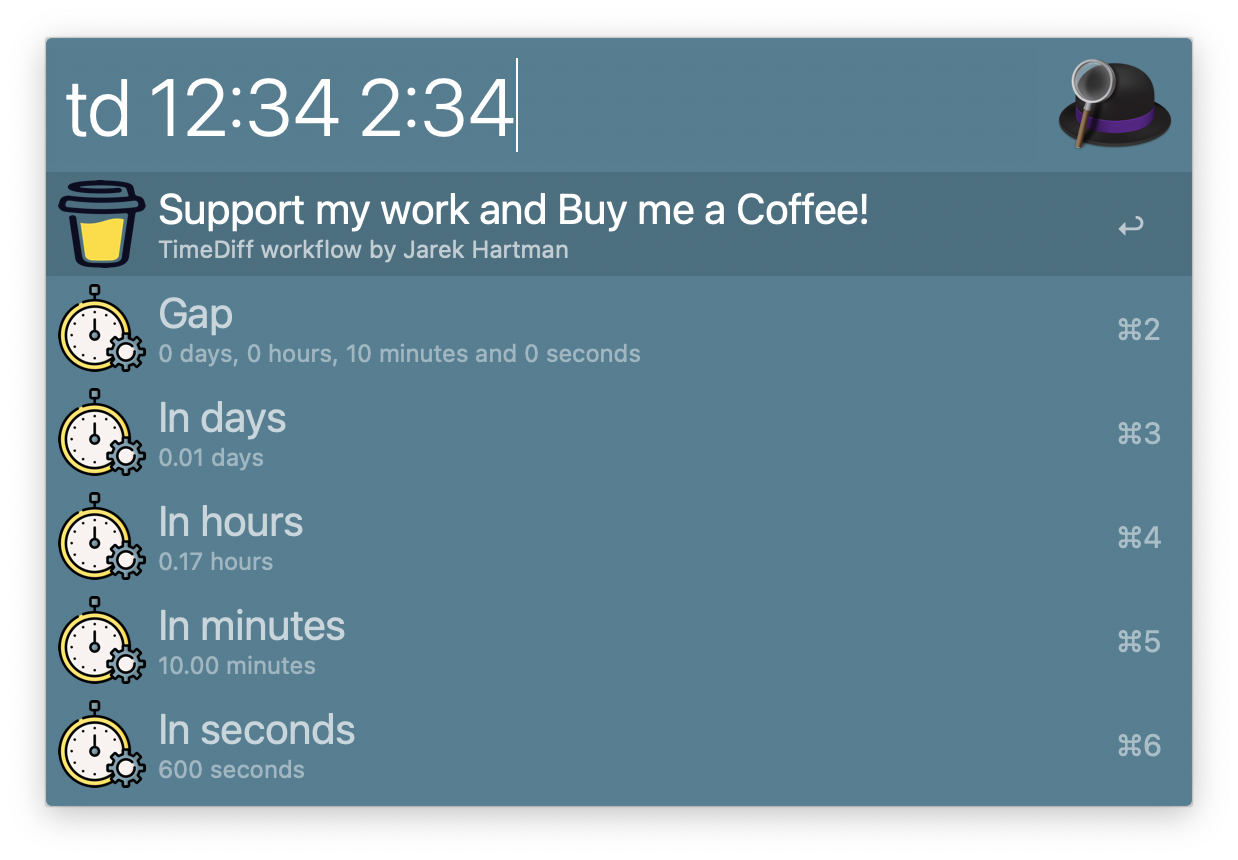 td 12:34 2:34
Support my work and Buy me a Coffee!
TimeDiff workflow by Jarek Hartman
↩
Gap
0 days, 0 hours, 10 minutes and 0 seconds
⌘2
In days
0.01 days
⌘3
In hours
0.17 hours
⌘4
In minutes
10.00 minutes
⌘5
In seconds
600 seconds
⌘6